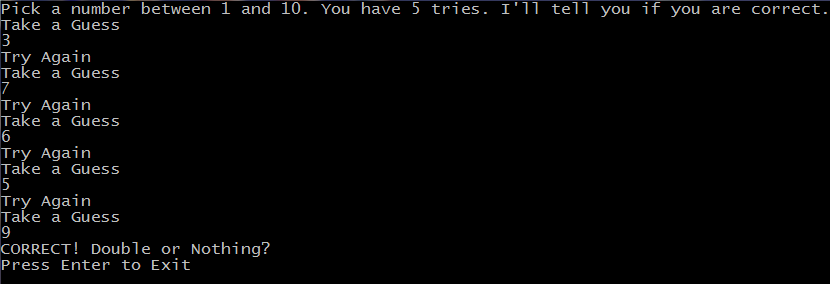 Pick a number between 1 and 10. You have 5 tries. I'll tell you if you are correct.
Take a Guess
3
Try Again
Take a Guess
7
Try Again
Take a Guess
6
Try Again
Take a Guess
5
Try Again
Take a Guess
9
CORRECT! Double or Nothing?
Press Enter to Exit